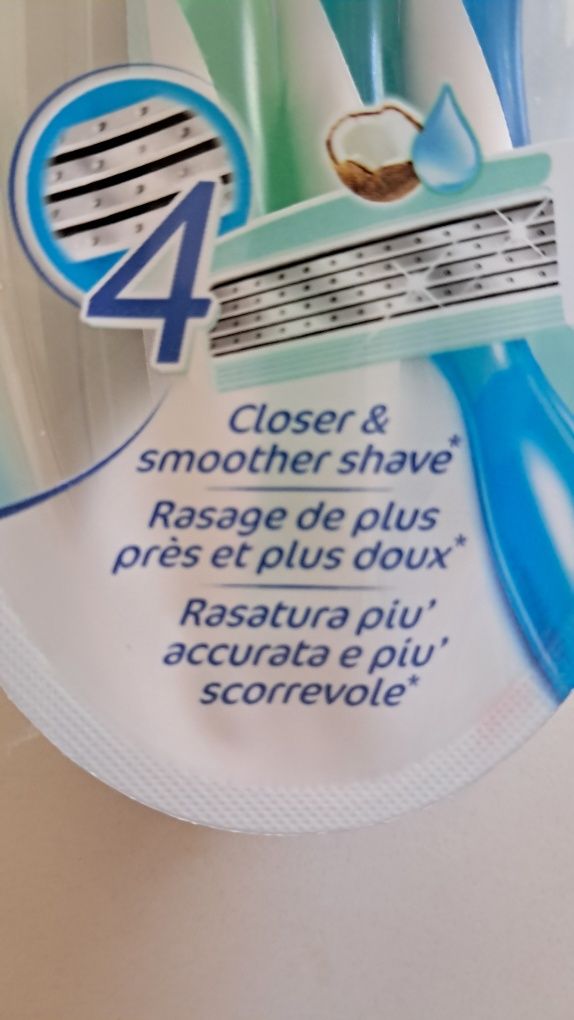 4
Closer &
smoother shave*
Rasage de plus
près et plus doux*
Rasatura piu'
accurata e piu'
scorrevole*